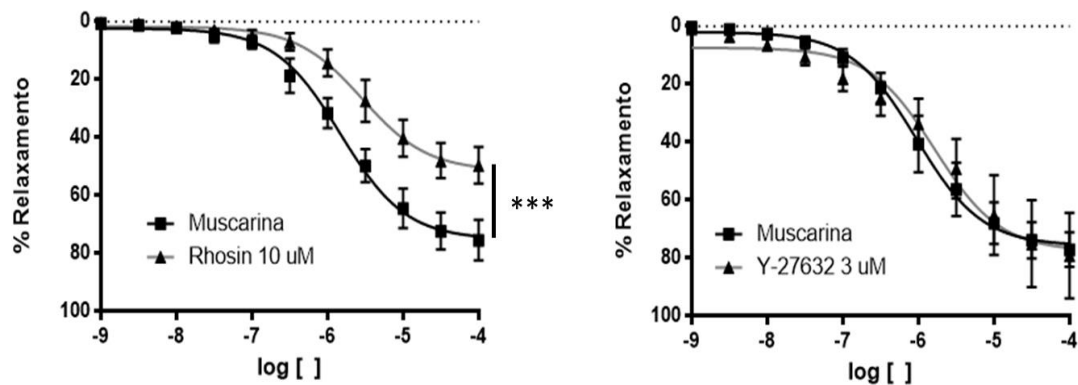 % Relaxamento
0
20
40
60
80
100
Muscarina
Rhosin 10 uM
***
-9 -8 -7 -6 -5 -4
log [ ]
% Relaxamento
0
20
40
60
80
100
Muscarina
Y-27632 3 uM
-9 -8 -7 -6 -5 -4
log [ ]